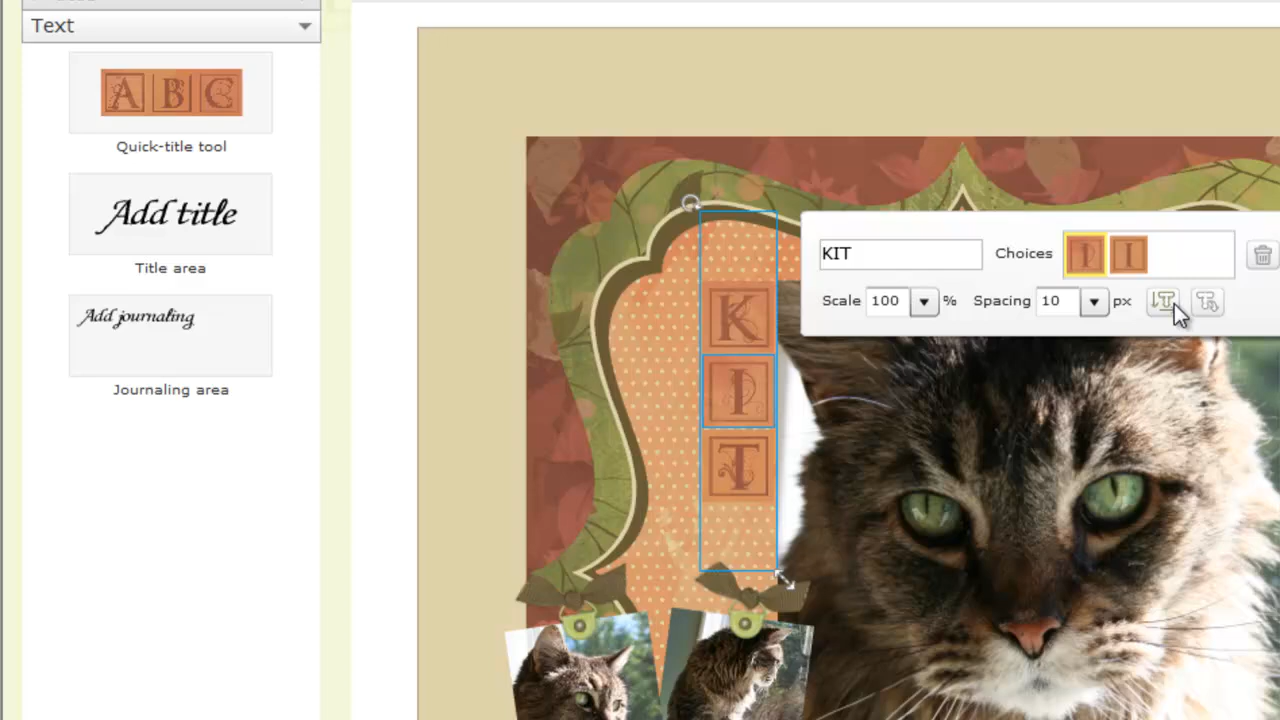 Text
A B C
Quick-title tool
Add title
Title area
Add journaling
Journaling area
K
I
T
KIT Choices I I
Scale 100 % Spacing 10 px